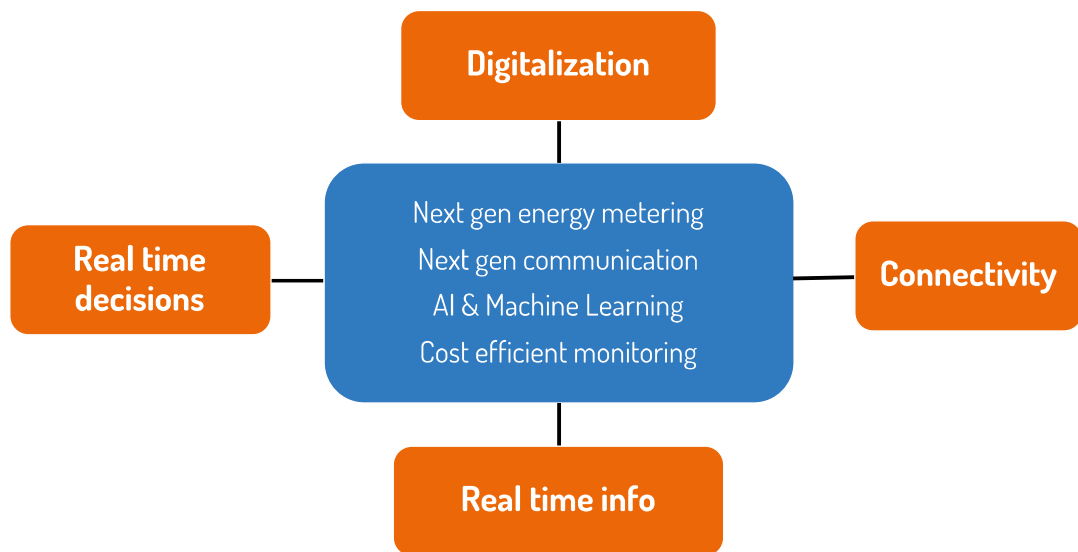 Digitalization
Next gen energy metering
Next gen communication
AI & Machine Learning
Cost efficient monitoring
Real time
decisions
Connectivity
Real time info